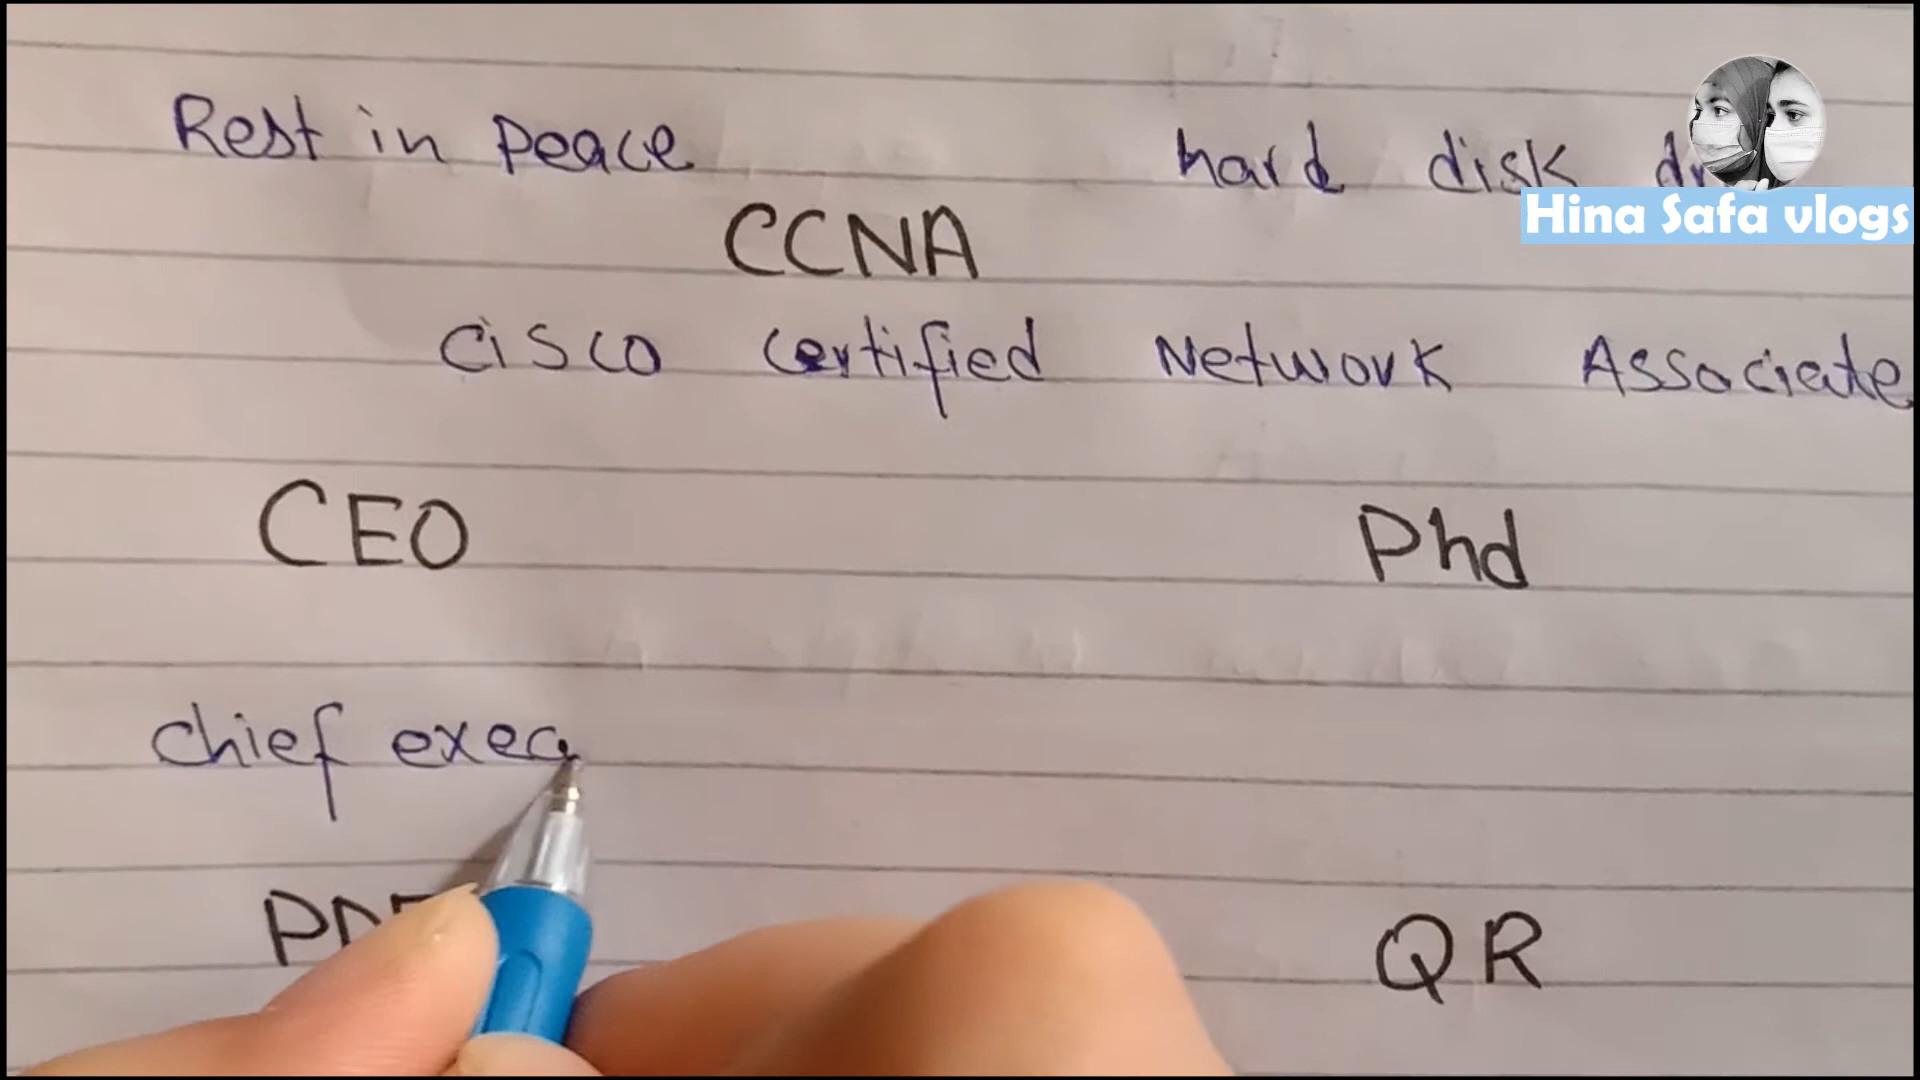 Rest in peace hard disk
Hina Safa vlogs
CCNA
Cisco Certified Network Associate
CEO Phd
Chief exec
QR